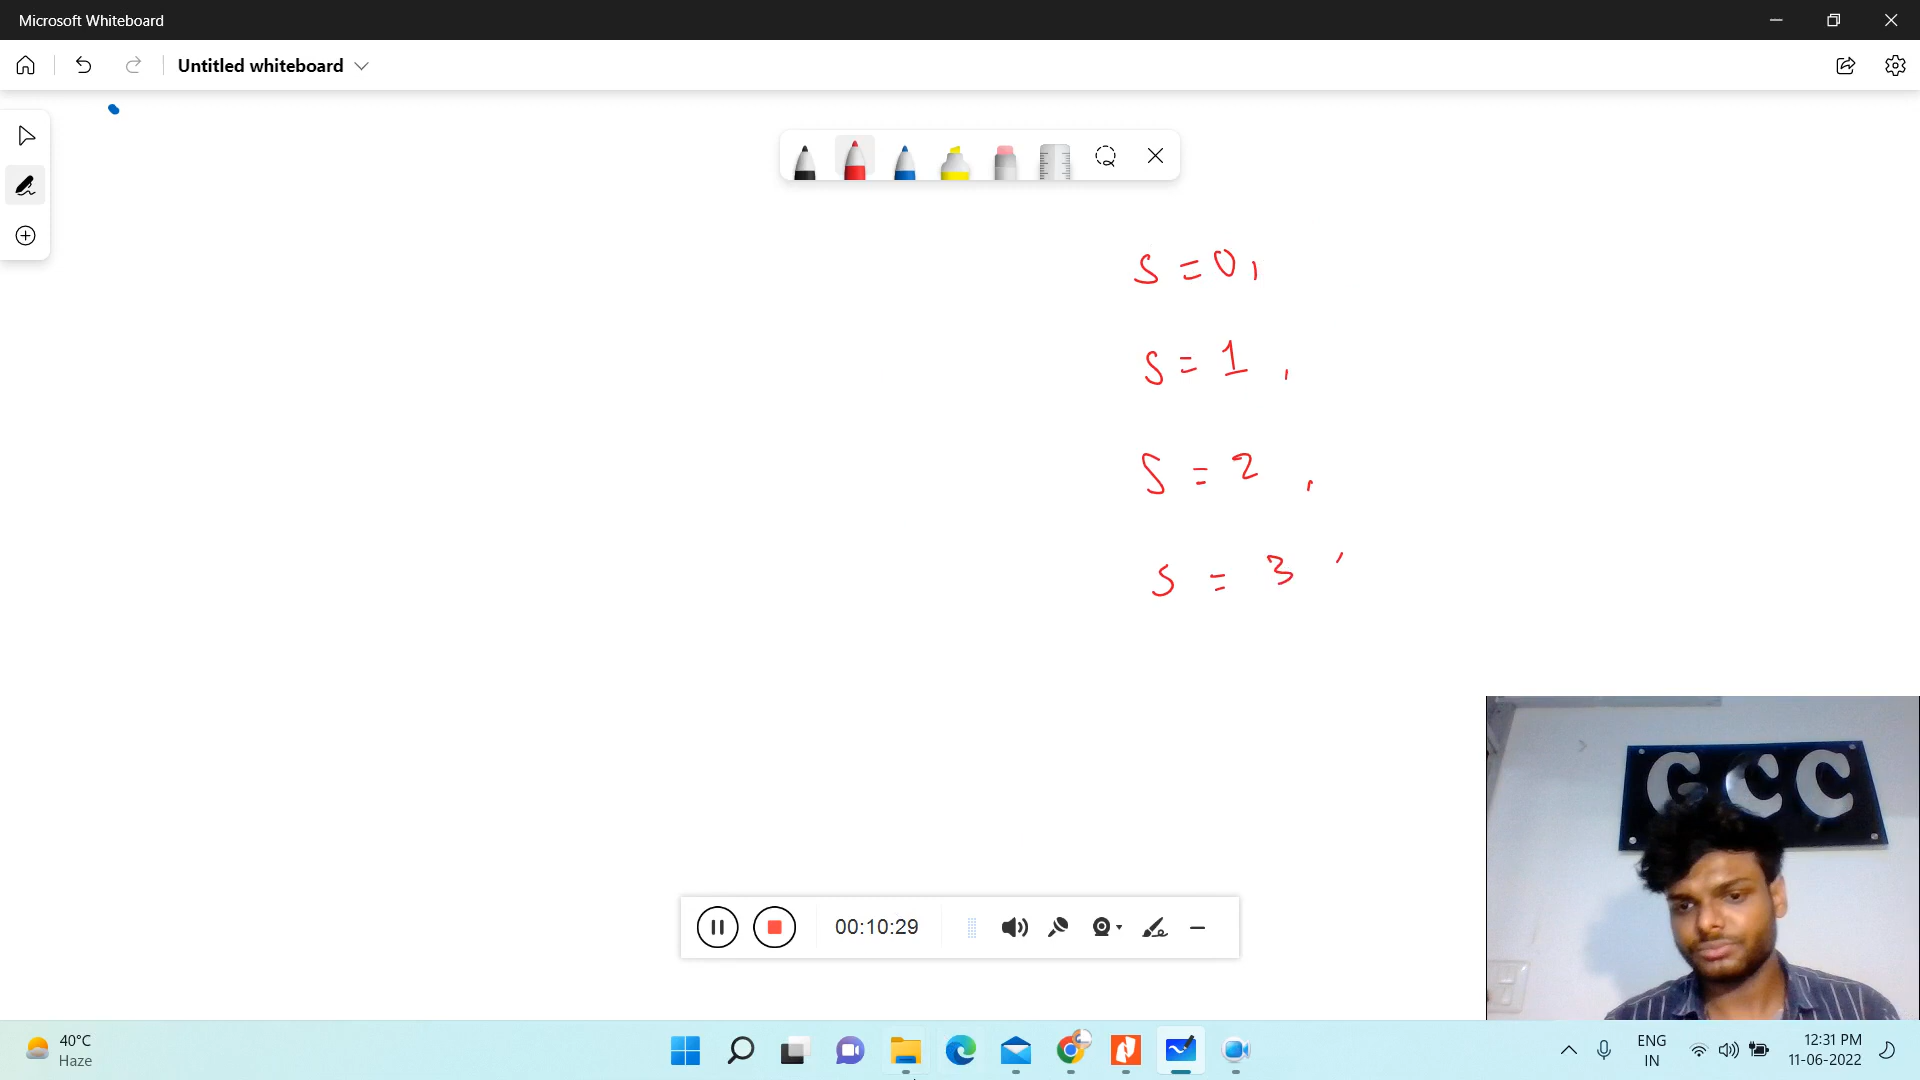 Microsoft Whiteboard
Untitled whiteboard
s = 0,
s = 1,
s = 2,
s = 3,
GCC
00:10:29
40°C
Haze
ENG
IN
12:31 PM
11-06-2022